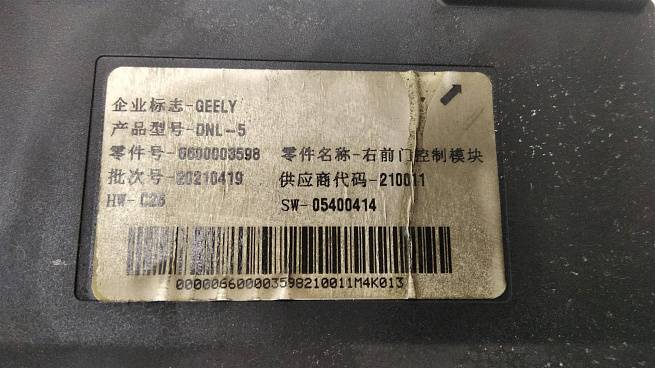 企业标志-GEELY
产品型号-DNL-5
零件号-6600003598 零件名称-右前门控制模块
批次号-20210419 供应商代码-210011
HW-C28 SW-05400414
000006600003598210011M4K013